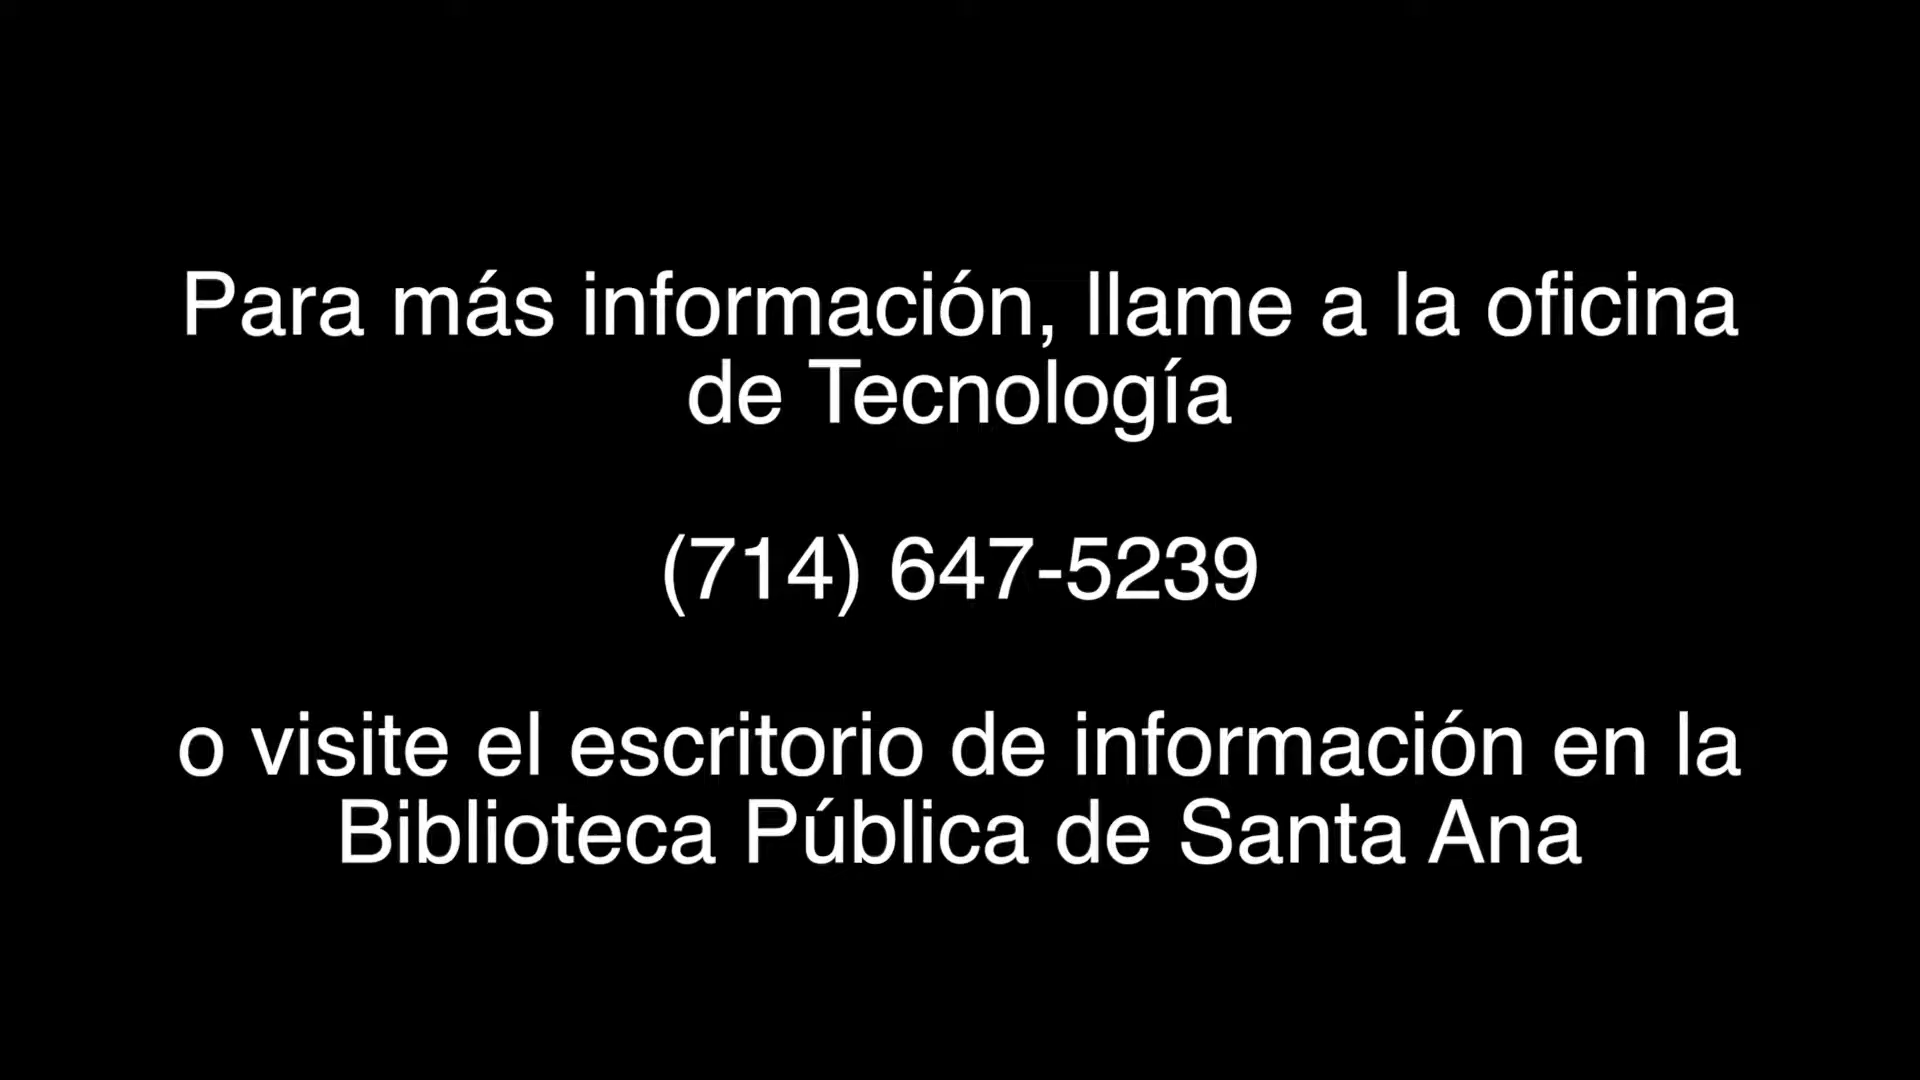 Para más información, llame a la oficina
de Tecnología
(714) 647-5239
o visite el escritorio de información en la
Biblioteca Pública de Santa Ana